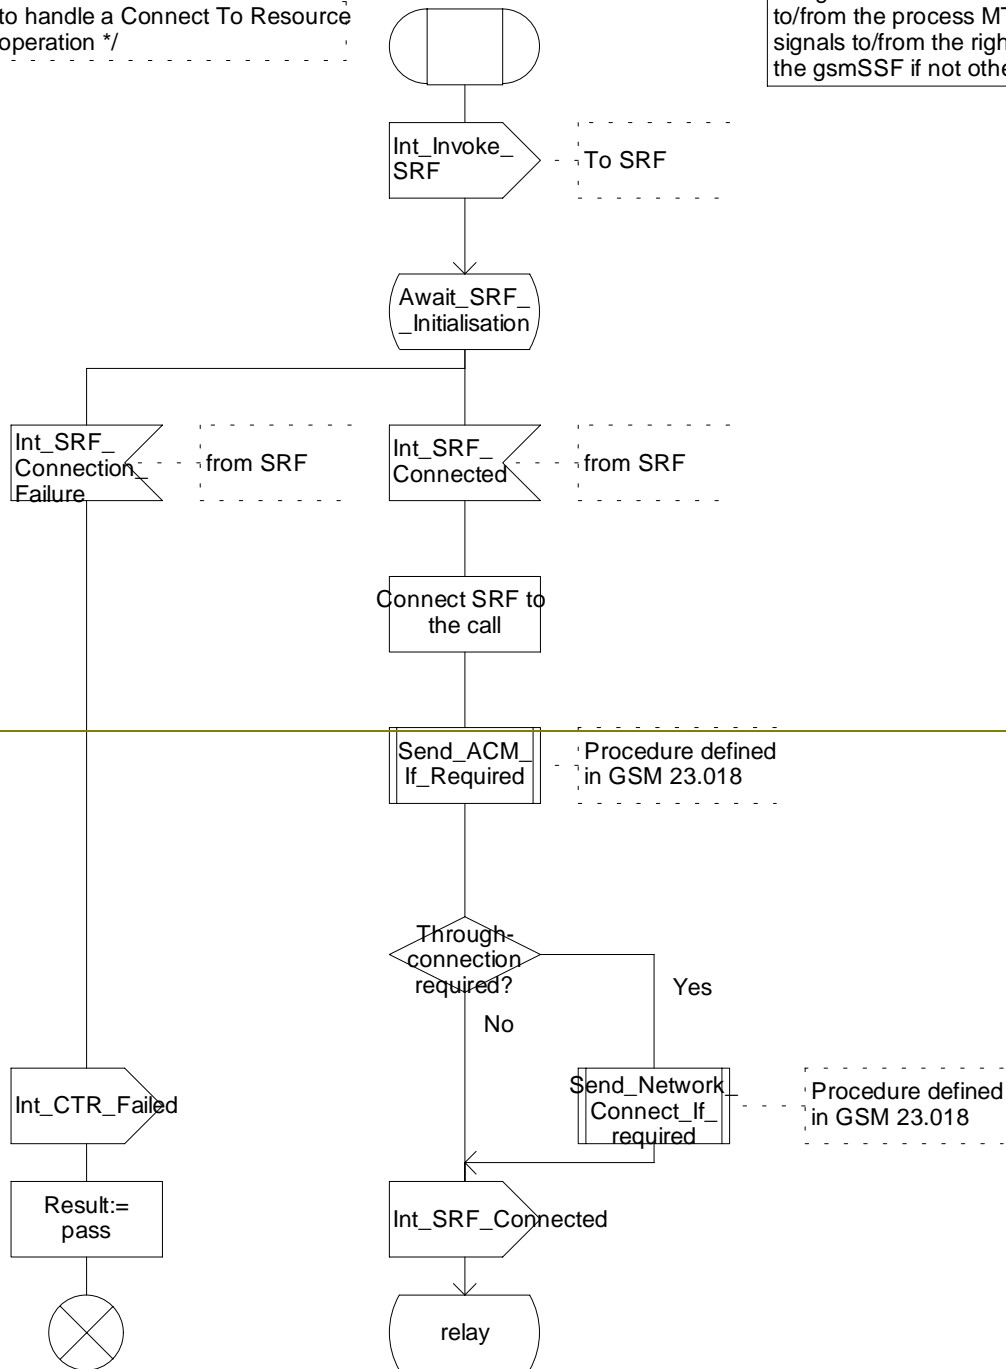 to handle a Connect To Resource
operation */
to/from the process MT
signals to/from the righ
the gsmSSF if not othe
Int_Invoke_
SRF
To SRF
Await_SRF_
_Initialisation
Int_SRF_
Connection_
Failure
from SRF
Int_SRF_
Connected
from SRF
Connect SRF to
the call
Send_ACM_
If_Required
Procedure defined
in GSM 23.018
Through-
connection
required?
Yes
No
Int_CTR_Failed
Send_Network_
Connect_If_
required
Procedure defined
in GSM 23.018
Result:=
pass
Int_SRF_Connected
relay